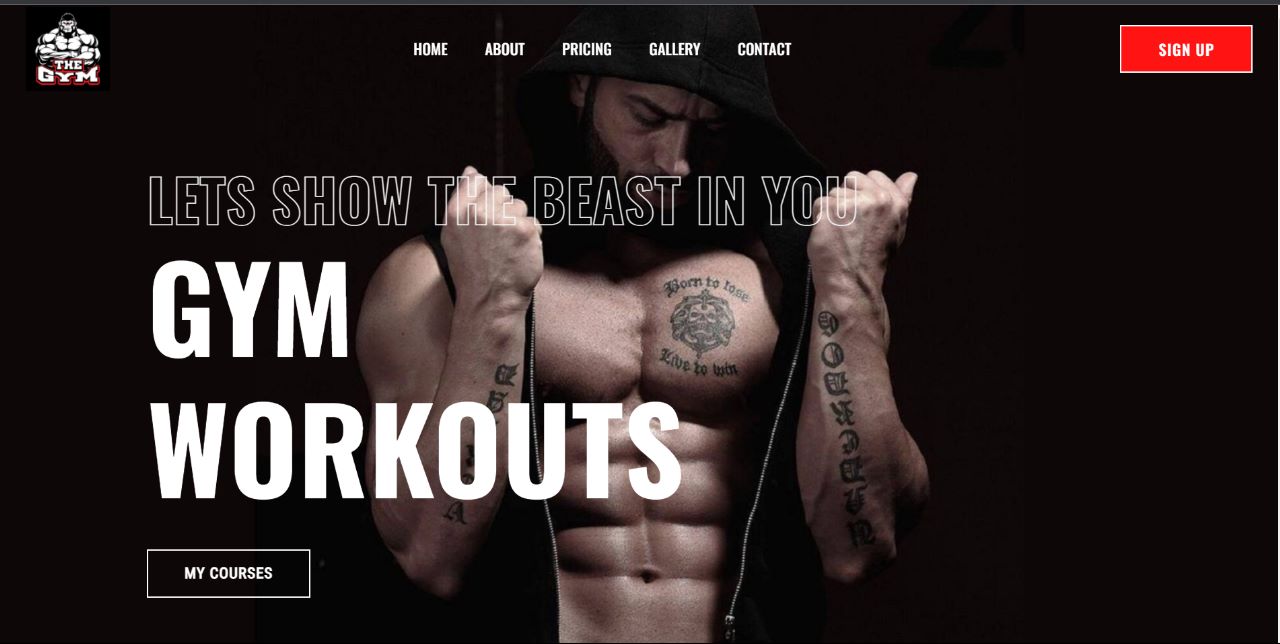 THE
GYM
HOME ABOUT PRICING GALLERY CONTACT
SIGN UP
LETS SHOW THE BEAST IN YOU
GYM
WORKOUTS
Born to lose
Live to win
MY COURSES